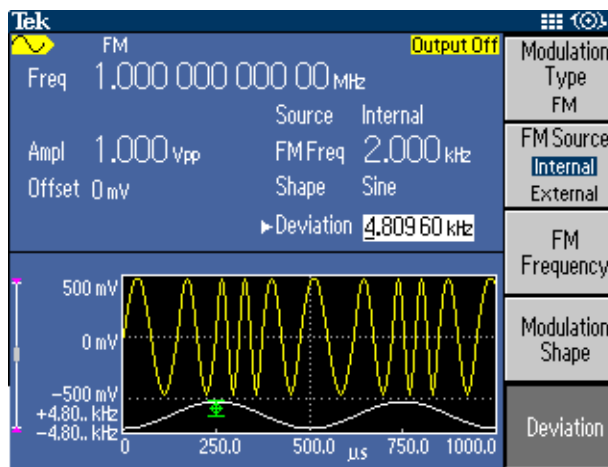 Tek
FM
Output Off
Freq 1.000 000 000 00 MHz
Source Internal
Ampl 1.000 Vpp
FM Freq 2.000 kHz
Offset 0 mV
Shape Sine
Deviation 4.809 60 kHz
500 mV
0 mV
−500 mV
+4.80.. kHz
−4.80.. kHz
0 250.0 500.0 µs 750.0 1000.0
Modulation
Type
FM
FM Source
Internal
External
FM
Frequency
Modulation
Shape
Deviation